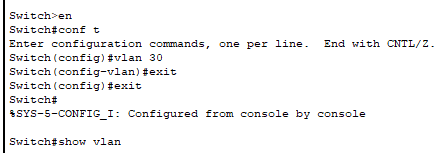 Switch>en
Switch#conf t
Enter configuration commands, one per line.  End with CNTL/Z.
Switch(config)#vlan 30
Switch(config-vlan)#exit
Switch(config)#exit
Switch#
%SYS-5-CONFIG_I: Configured from console by console
Switch#show vlan